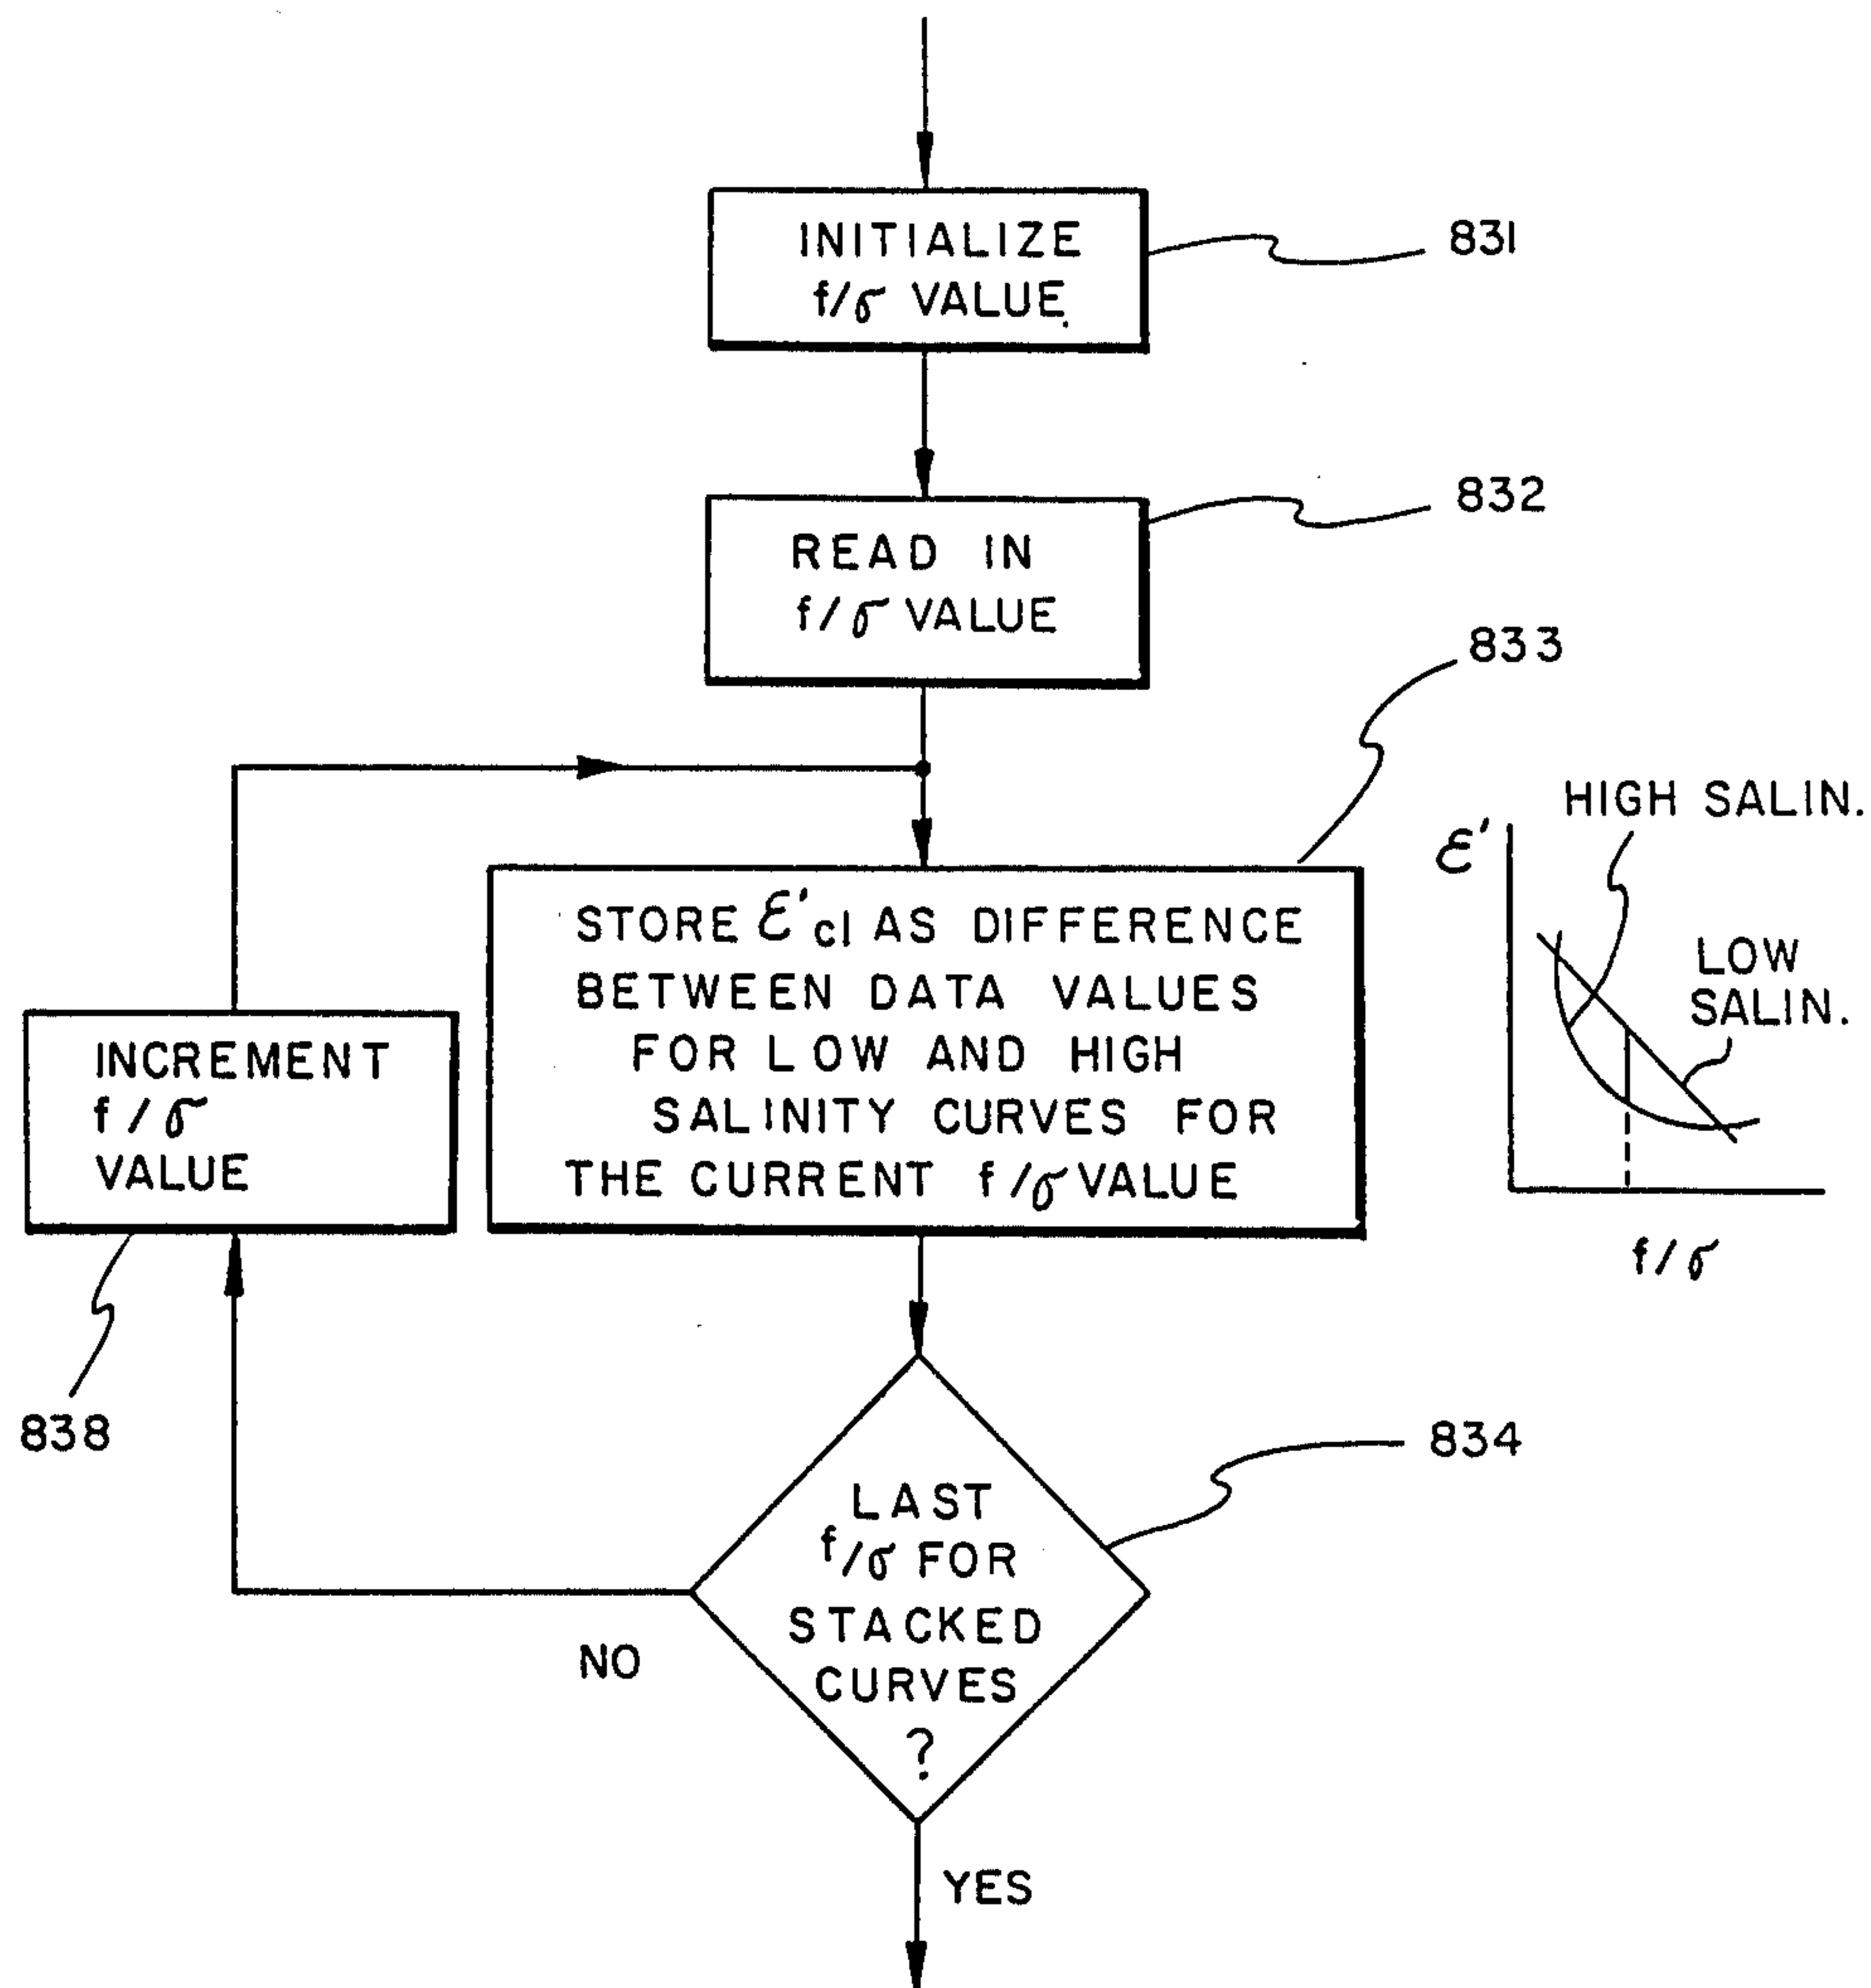 INITIALIZE
f/σ VALUE
831
READ IN
f/σ VALUE
832
833
STORE ε'cl AS DIFFERENCE
BETWEEN DATA VALUES
FOR LOW AND HIGH
SALINITY CURVES FOR
THE CURRENT f/σ VALUE
HIGH SALIN.
ε'
LOW
SALIN.
f/σ
INCREMENT
f/σ
VALUE
838
834
LAST
f/σ FOR
STACKED
CURVES
?
NO
YES